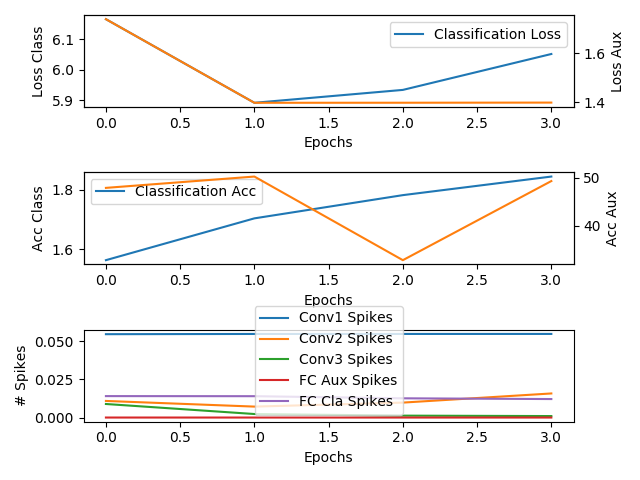 Classification Loss
6.1
6.0
5.9
1.6
1.4
Loss Class
Loss Aux
0.0 0.5 1.0 1.5 2.0 2.5 3.0
Epochs
Classification Acc
1.8
1.6
50
40
Acc Class
Acc Aux
0.0 0.5 1.0 1.5 2.0 2.5 3.0
Epochs
Conv1 Spikes
Conv2 Spikes
Conv3 Spikes
FC Aux Spikes
FC Cla Spikes
0.050
0.025
0.000
# Spikes
0.0 0.5 1.0 1.5 2.0 2.5 3.0
Epochs